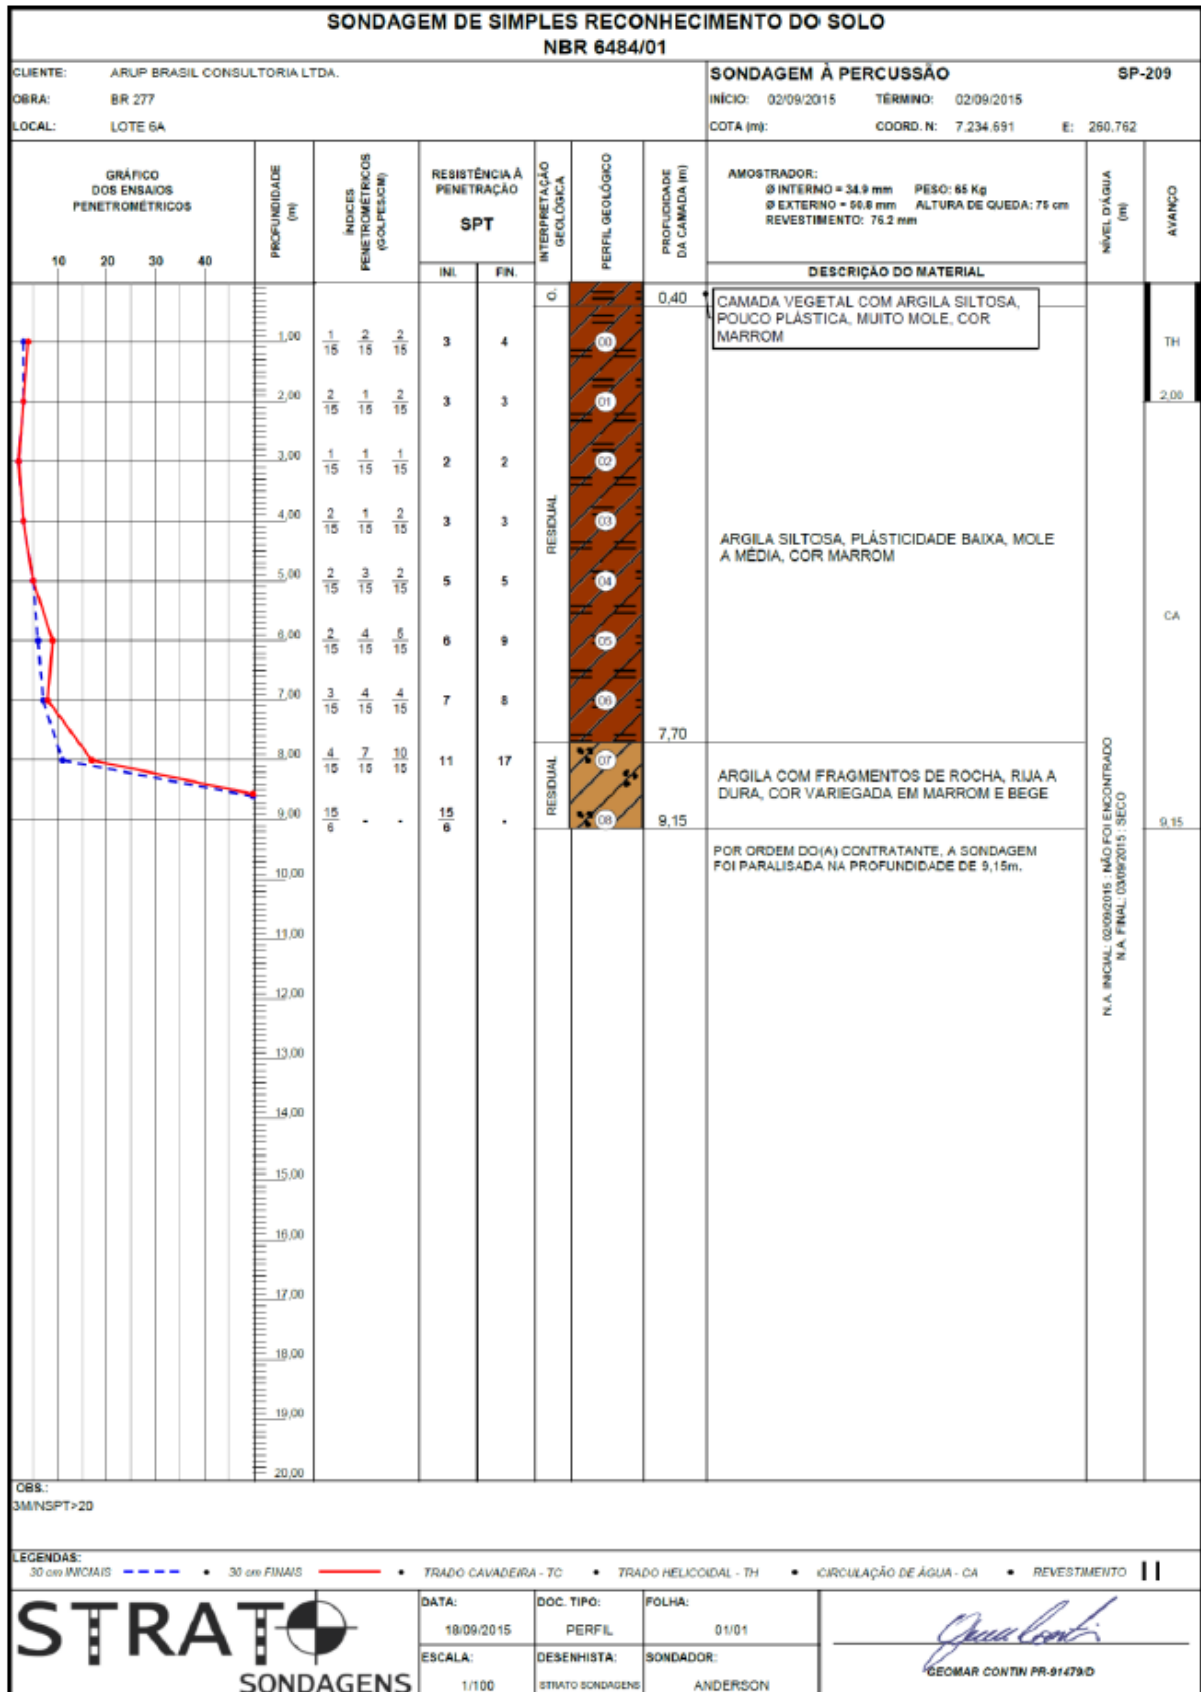 SONDAGEM DE SIMPLES RECONHECIMENTO DO SOLO
NBR 6484/01
CLIENTE: ARUP BRASIL CONSULTORIA LTDA.
OBRA: BR 277
LOCAL: LOTE 6A
SONDAGEM À PERCUSSÃO SP-209
INÍCIO: 02/09/2015 TÉRMINO: 02/09/2015
COTA (m): COORD. N: 7.234.691 E: 260.762
GRÁFICO
DOS ENSAIOS
PENETROMÉTRICOS
10 20 30 40
PROFUNDIDADE
(m)
ÍNDICES
PENETROMÉTRICOS
(GOLPES/CM)
RESISTÊNCIA À
PENETRAÇÃO
SPT
INI. FIN.
INTERPRETAÇÃO
GEOLÓGICA
PERFIL GEOLÓGICO
PROFUDIDADE
DA CAMADA (m)
AMOSTRADOR:
Ø INTERNO = 34.9 mm PESO: 65 Kg
Ø EXTERNO = 50.8 mm ALTURA DE QUEDA: 75 cm
REVESTIMENTO: 76.2 mm
DESCRIÇÃO DO MATERIAL
NÍVEL D'ÁGUA
(m)
AVANÇO
0,40
CAMADA VEGETAL COM ARGILA SILTOSA,
POUCO PLÁSTICA, MUITO MOLE, COR
MARROM
1,00 1/15 2/15 2/15 3 4 00 TH
2,00 2/15 1/15 2/15 3 3 01 2,00
3,00 1/15 1/15 1/15 2 2 02
4,00 2/15 1/15 2/15 3 3 03
RESIDUAL
ARGILA SILTOSA, PLÁSTICIDADE BAIXA, MOLE
A MÉDIA, COR MARROM
5,00 2/15 3/15 2/15 5 5 04
6,00 2/15 4/15 5/15 6 9 05 CA
7,00 3/15 4/15 4/15 7 8 06
7,70
8,00 4/15 7/15 10/15 11 17 07
RESIDUAL
ARGILA COM FRAGMENTOS DE ROCHA, RIJA A
DURA, COR VARIEGADA EM MARROM E BEGE
9,00 15/6 - - 15/6 - 08 9,15 9,15
POR ORDEM DO(A) CONTRATANTE, A SONDAGEM
FOI PARALISADA NA PROFUNDIDADE DE 9,15m.
N.A. INICIAL: 02/09/2015 : NÃO FOI ENCONTRADO
N.A. FINAL: 03/09/2015 : SECO
10,00
11,00
12,00
13,00
14,00
15,00
16,00
17,00
18,00
19,00
20,00
OBS.:
3M/NSPT>20
LEGENDAS:
30 cm INICIAIS • 30 cm FINAIS • TRADO CAVADEIRA - TC • TRADO HELICOIDAL - TH • CIRCULAÇÃO DE ÁGUA - CA • REVESTIMENTO
STRATO
SONDAGENS
DATA: DOC. TIPO: FOLHA:
18/09/2015 PERFIL 01/01
ESCALA: DESENHISTA: SONDADOR:
1/100 STRATO SONDAGENS ANDERSON
GEOMAR CONTIN PR-91479/D